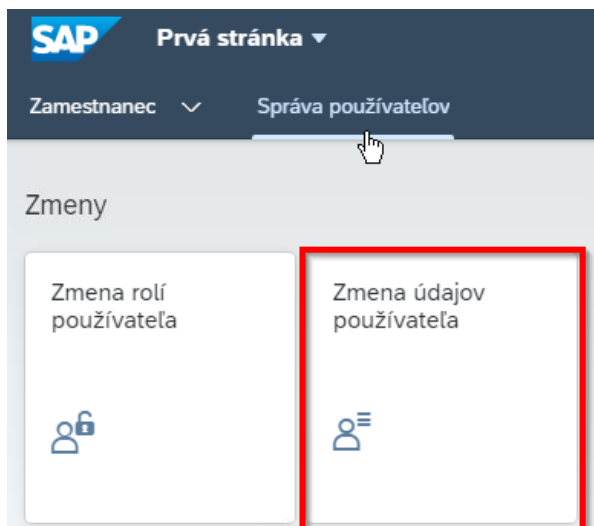 SAP Prvá stránka
Zamestnanec Správa používateľov
Zmeny
Zmena rolí
používateľa
Zmena údajov
používateľa